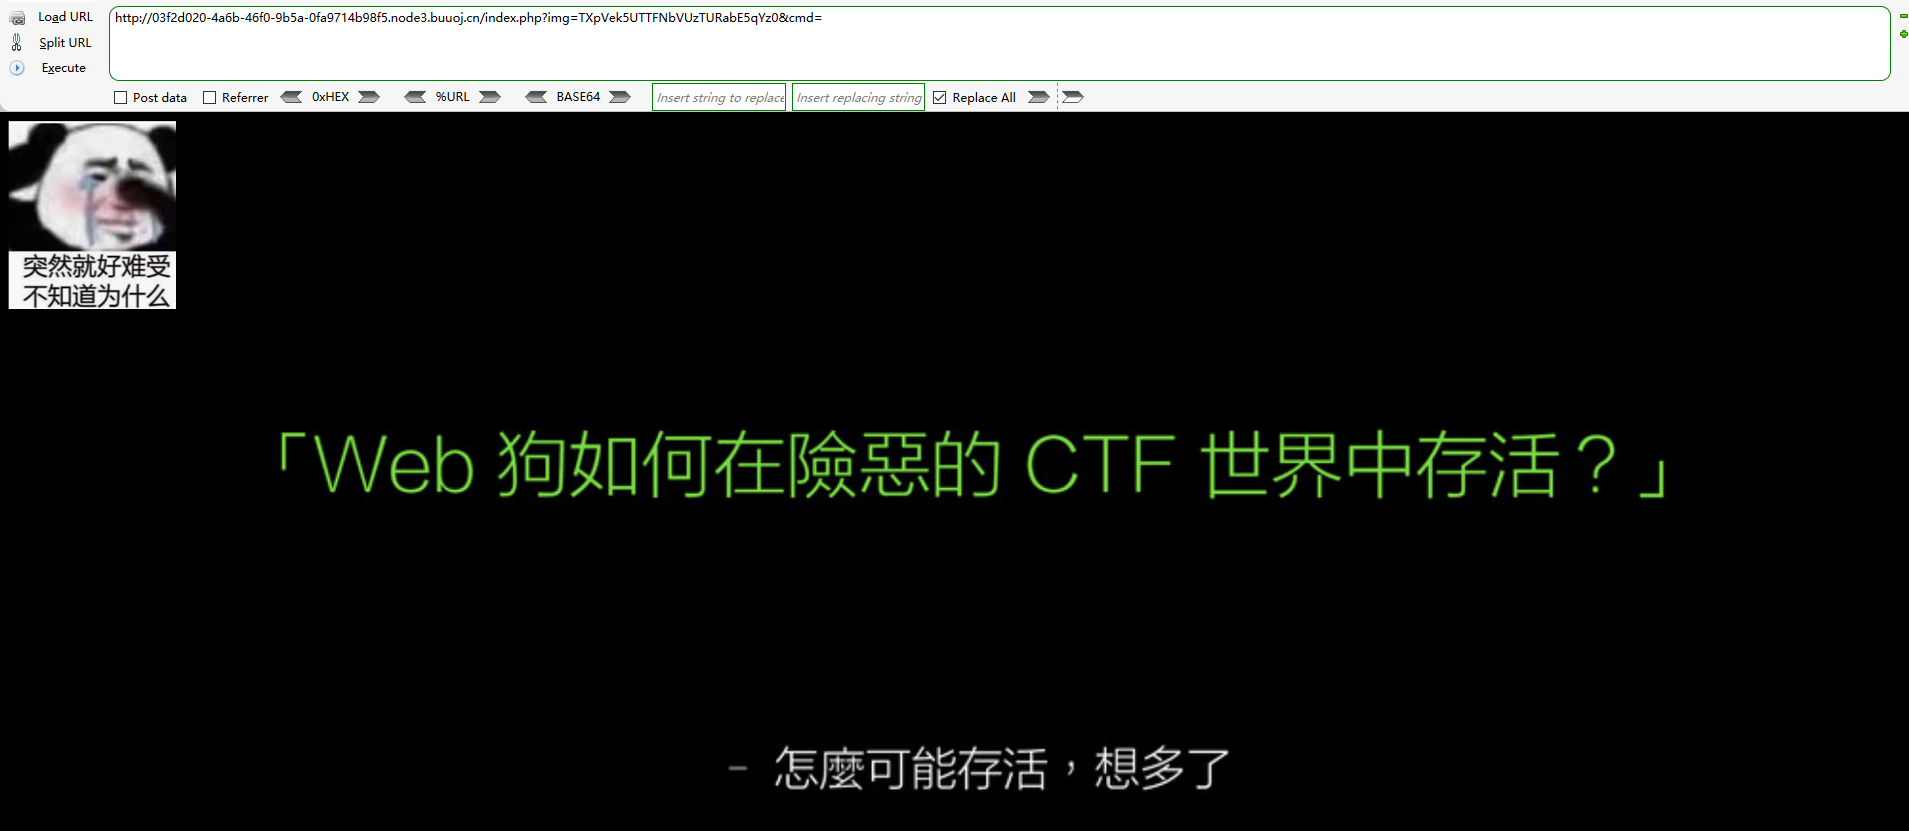 Load URL
http://03f2d020-4a6b-46f0-9b5a-0fa9714b98f5.node3.buuoj.cn/index.php?img=TXpVek5UTTFNbVUzTURabE5qYz0&cmd=
Split URL
Execute
Post data Referrer 0xHEX %URL BASE64 Insert string to replace Insert replacing string Replace All
突然就好难受
不知道为什么
「Web 狗如何在險惡的 CTF 世界中存活？」
– 怎麼可能存活，想多了